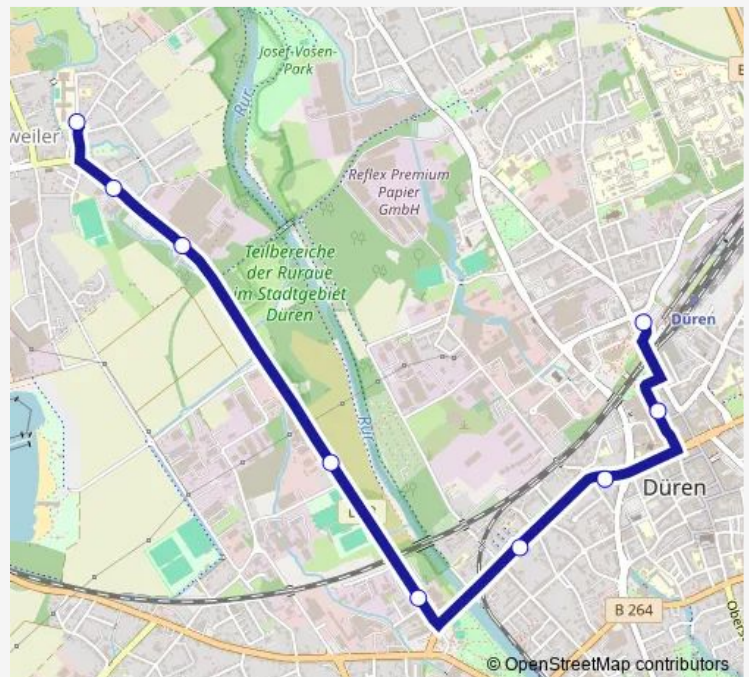 Josef-Vosen-
Park
Rur
weiler
Reflex Premium
Papier
GmbH
Teilbereiche
der Ruraue
im Stadtgebiet
Düren
Düren
Rur
Düren
B 264
© OpenStreetMap contributors